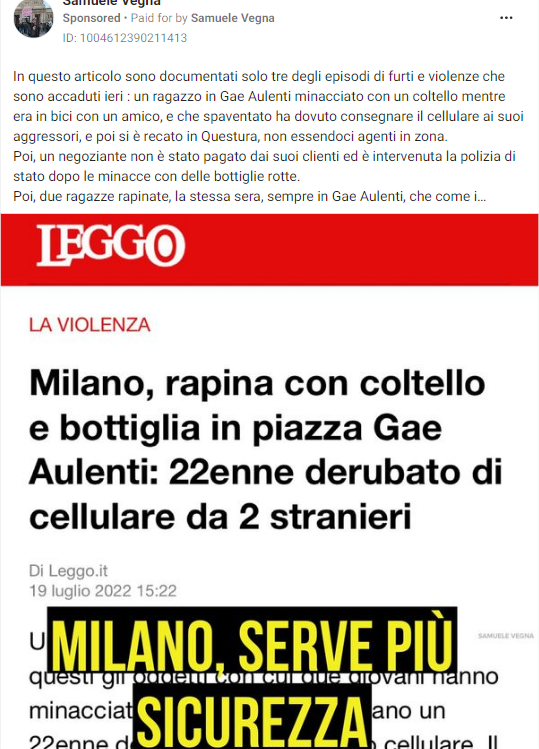 Samuele Vegna
Sponsored • Paid for by Samuele Vegna
ID: 1004612390211413
In questo articolo sono documentati solo tre degli episodi di furti e violenze che
sono accaduti ieri : un ragazzo in Gae Aulenti minacciato con un coltello mentre
era in bici con un amico, e che spaventato ha dovuto consegnare il cellulare ai suoi
aggressori, e poi si è recato in Questura, non essendoci agenti in zona.
Poi, un negoziante non è stato pagato dai suoi clienti ed è intervenuta la polizia di
stato dopo le minacce con delle bottiglie rotte.
Poi, due ragazze rapinate, la stessa sera, sempre in Gae Aulenti, che come i...
LEGGO
LA VIOLENZA
Milano, rapina con coltello
e bottiglia in piazza Gae
Aulenti: 22enne derubato di
cellulare da 2 stranieri
Di Leggo.it
19 luglio 2022 15:22
SAMUELE VEGNA
MILANO, SERVE PIÙ
questi gli oggetti con cui due giovani hanno
SICUREZZA
minacciat ano un
22enne d cellulare. Il